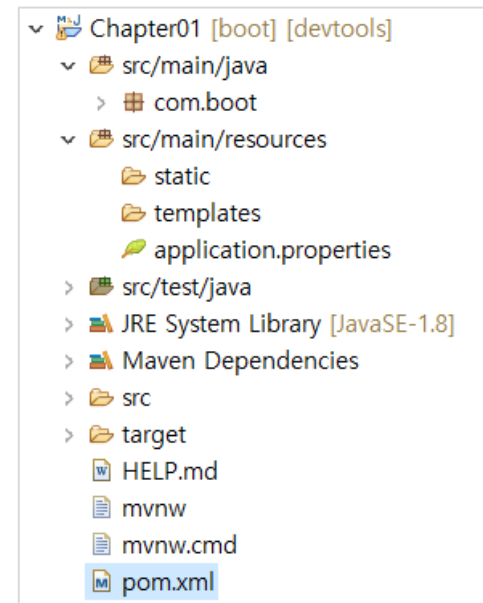 Chapter01 [boot] [devtools]
src/main/java
com.boot
src/main/resources
static
templates
application.properties
src/test/java
JRE System Library [JavaSE-1.8]
Maven Dependencies
src
target
HELP.md
mvnw
mvnw.cmd
pom.xml